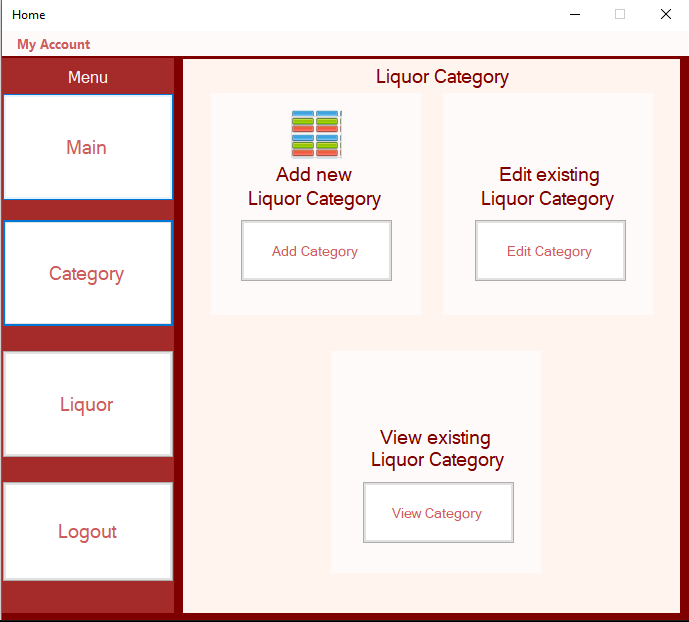 Home
My Account
Menu
Main
Category
Liquor
Logout
Liquor Category
Add new
Liquor Category
Add Category
Edit existing
Liquor Category
Edit Category
View existing
Liquor Category
View Category